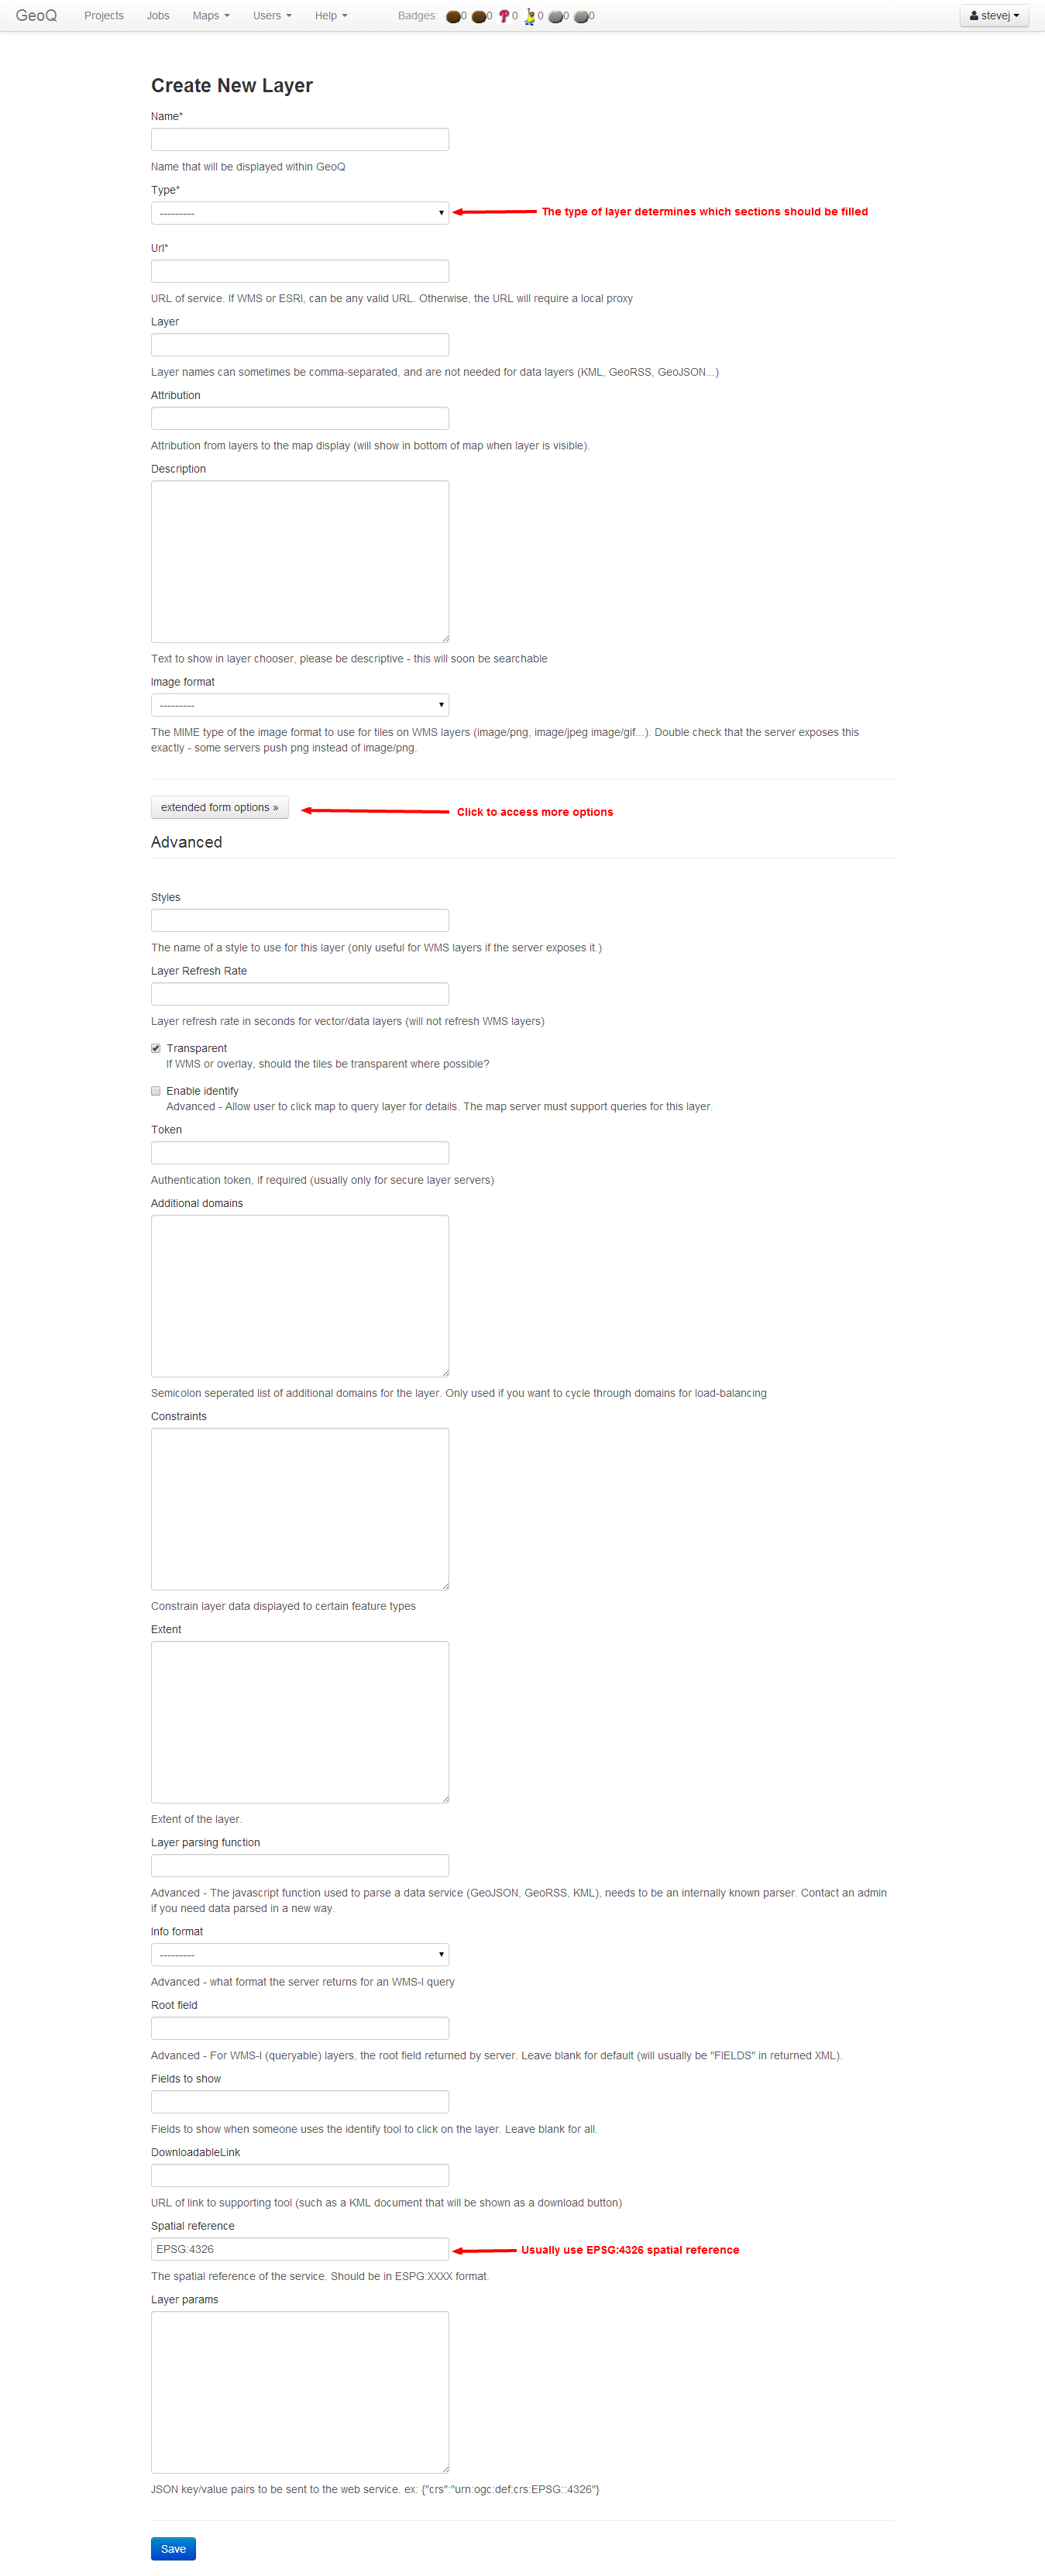 GeoQ Projects Jobs Maps Users Help Badges: 0 0 0 0 0 0 stevej
Create New Layer
Name*
Name that will be displayed within GeoQ
Type*
---------
The type of layer determines which sections should be filled
Url*
URL of service. If WMS or ESRI, can be any valid URL. Otherwise, the URL will require a local proxy
Layer
Layer names can sometimes be comma-separated, and are not needed for data layers (KML, GeoRSS, GeoJSON...)
Attribution
Attribution from layers to the map display (will show in bottom of map when layer is visible).
Description
Text to show in layer chooser, please be descriptive - this will soon be searchable
Image format
---------
The MIME type of the image format to use for tiles on WMS layers (image/png, image/jpeg image/gif...). Double check that the server exposes this
exactly - some servers push png instead of image/png.
extended form options »
Click to access more options
Advanced
Styles
The name of a style to use for this layer (only useful for WMS layers if the server exposes it.)
Layer Refresh Rate
Layer refresh rate in seconds for vector/data layers (will not refresh WMS layers)
Transparent
If WMS or overlay, should the tiles be transparent where possible?
Enable identify
Advanced - Allow user to click map to query layer for details. The map server must support queries for this layer.
Token
Authentication token, if required (usually only for secure layer servers)
Additional domains
Semicolon seperated list of additional domains for the layer. Only used if you want to cycle through domains for load-balancing
Constraints
Constrain layer data displayed to certain feature types
Extent
Extent of the layer.
Layer parsing function
Advanced - The javascript function used to parse a data service (GeoJSON, GeoRSS, KML), needs to be an internally known parser. Contact an admin
if you need data parsed in a new way.
Info format
---------
Advanced - what format the server returns for an WMS-I query
Root field
Advanced - For WMS-I (queryable) layers, the root field returned by server. Leave blank for default (will usually be "FIELDS" in returned XML).
Fields to show
Fields to show when someone uses the identify tool to click on the layer. Leave blank for all.
DownloadableLink
URL of link to supporting tool (such as a KML document that will be shown as a download button)
Spatial reference
EPSG:4326
Usually use EPSG:4326 spatial reference
The spatial reference of the service. Should be in ESPG:XXXX format.
Layer params
JSON key/value pairs to be sent to the web service. ex: {"crs":"urn:ogc:def:crs:EPSG::4326"}
Save